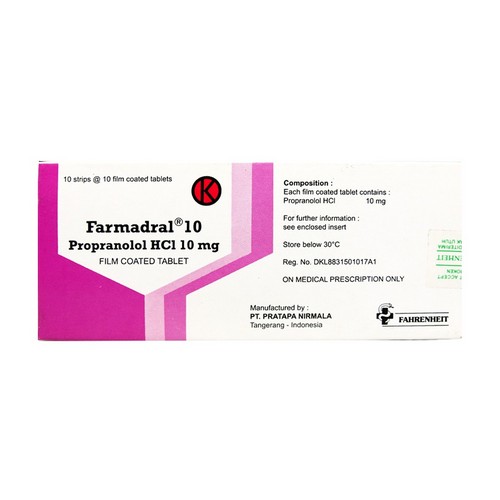 10 strips @ 10 film coated tablets
K
Farmadral® 10
Propranolol HCl 10 mg
FILM COATED TABLET
Composition :
Each film coated tablet contains :
Propranolol HCl 10 mg
For further information :
see enclosed insert
Store below 30°C
Reg. No. DKL8831501017A1
ON MEDICAL PRESCRIPTION ONLY
Manufactured by :
PT. PRATAPA NIRMALA
Tangerang - Indonesia
FAHRENHEIT